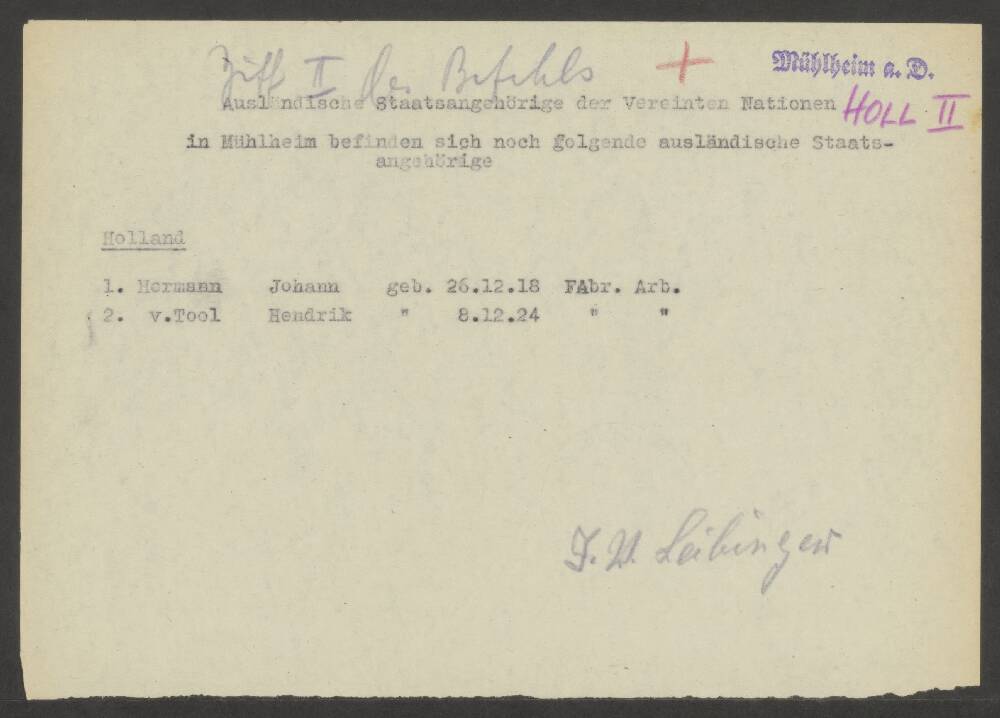 Ziff II des Befehls
+
Mühlheim a. D.
Ausländische Staatsangehörige der Vereinten Nationen
HOLL II
in Mühlheim befinden sich noch folgende ausländische Staats-
angehörige
Holland
1. Hermann Johann geb. 26.12.18 FAbr. Arb.
2. v.Tool Hendrik " 8.12.24 " "
J. V. Leibinger